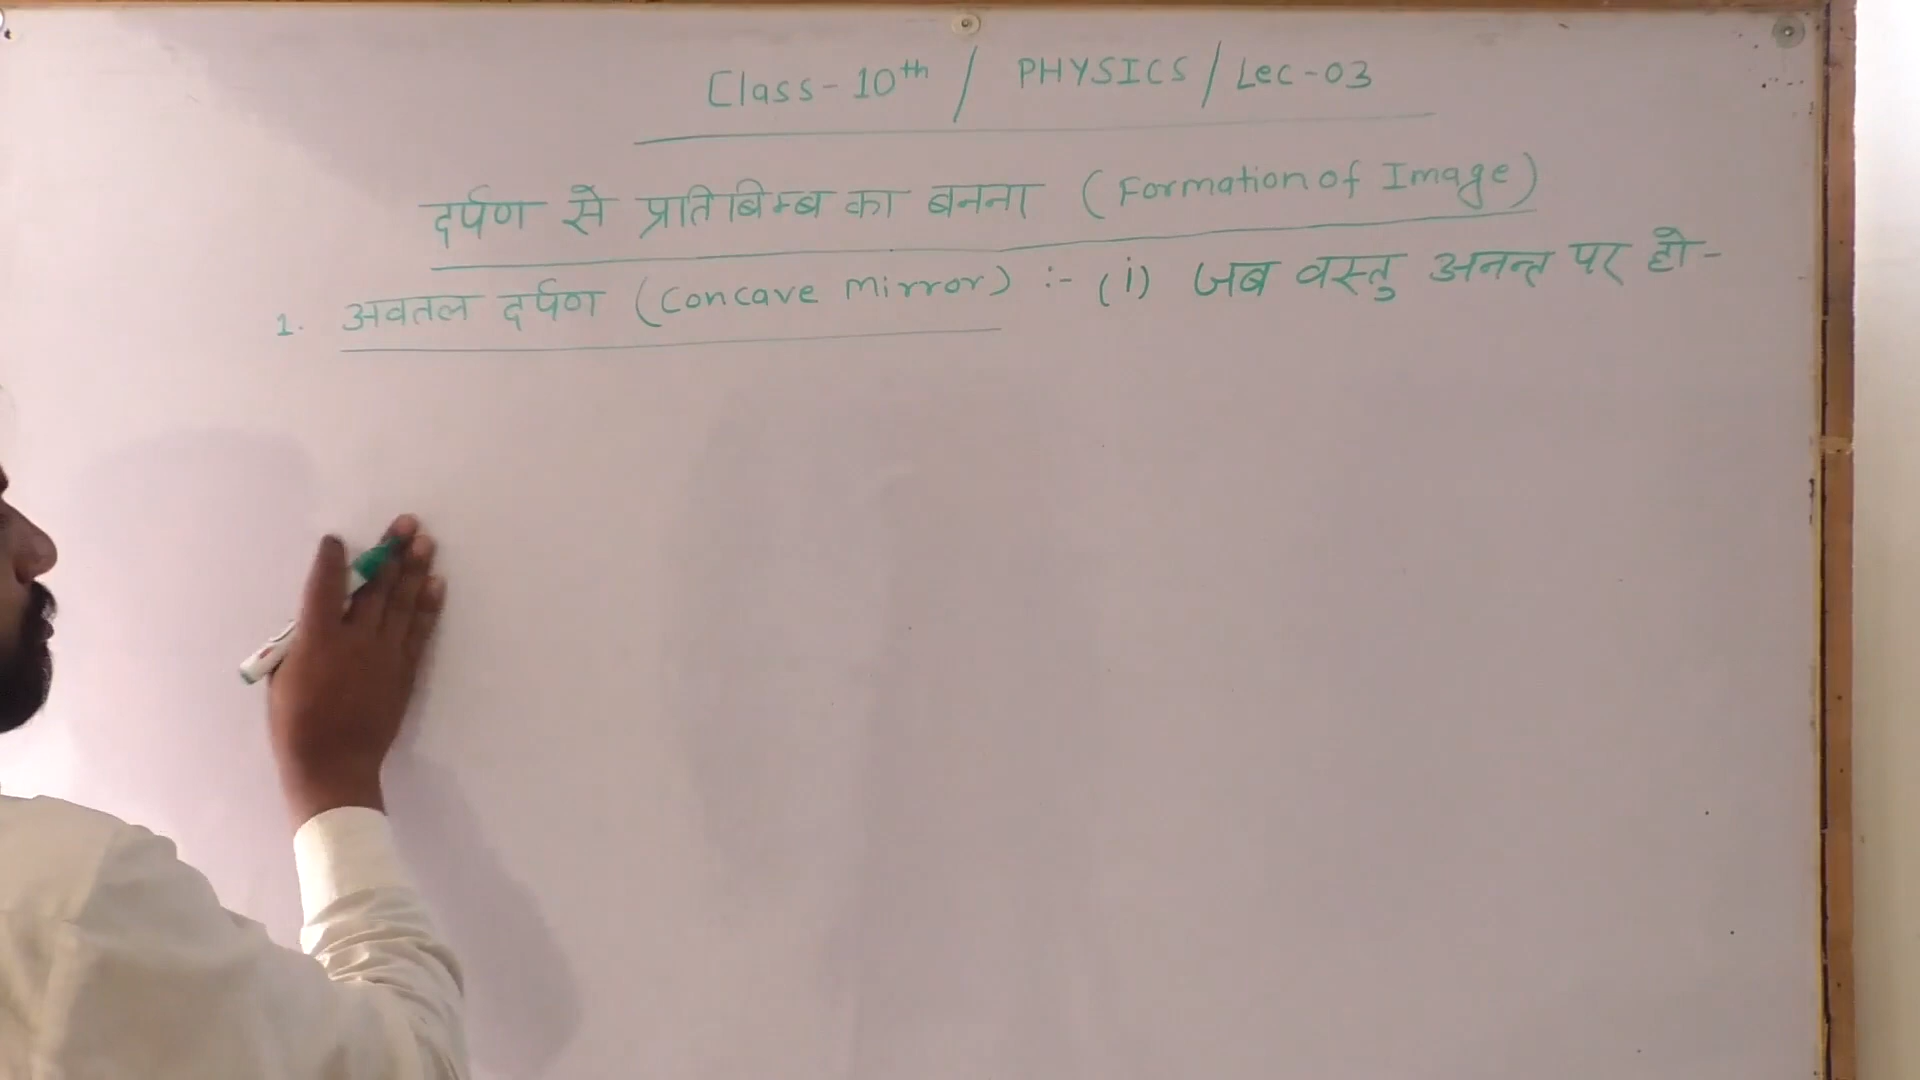 Class-10th / PHYSICS / Lec-03
दर्पण से प्रतिबिम्ब का बनना (Formation of Image)
1. अवतल दर्पण (Concave Mirror) :- (i) जब वस्तु अनन्त पर हो -